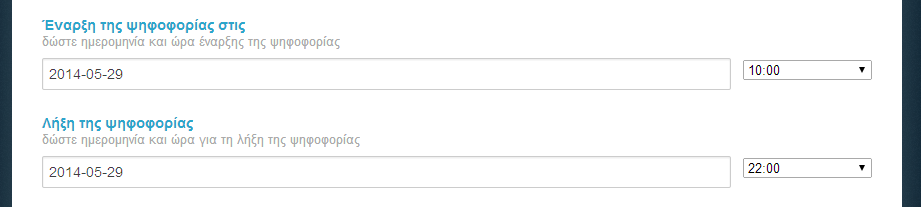 Έναρξη της ψηφοφορίας στις
δώστε ημερομηνία και ώρα έναρξης της ψηφοφορίας
2014-05-29 10:00
Λήξη της ψηφοφορίας
δώστε ημερομηνία και ώρα για τη λήξη της ψηφοφορίας
2014-05-29 22:00